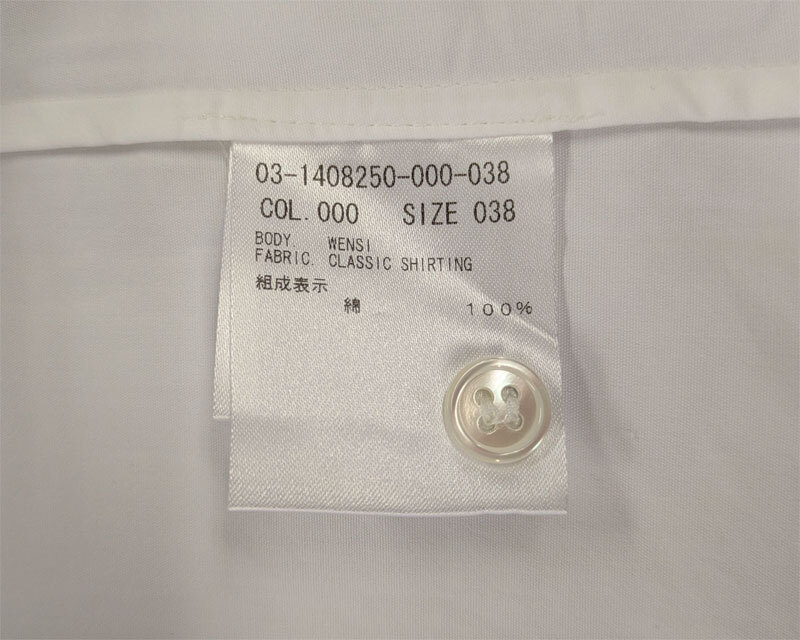 03-1408250-000-038
COL. 000 SIZE 038
BODY. WENSI
FABRIC. CLASSIC SHIRTING
組成表示
綿 100%